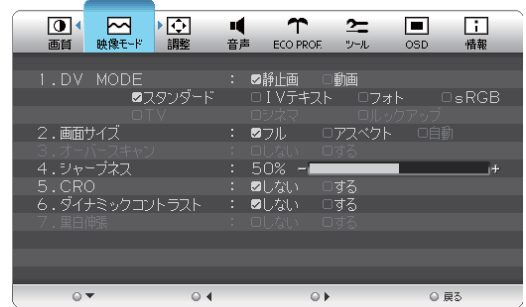 画質 映像モード 調整 音声 ECO PROF. ツール OSD 情報
1.DV MODE : ☑静止画 □動画
☑スタンダード □IVテキスト □フォト □sRGB
□TV □シネマ □ルックアップ
2.画面サイズ : ☑フル □アスペクト □自動
3.オーバースキャン : □しない □する
4.シャープネス : 50% - +
5.CRO : ☑しない □する
6.ダイナミックコントラスト : ☑しない □する
7.黒白伸張 : □しない □する
戻る